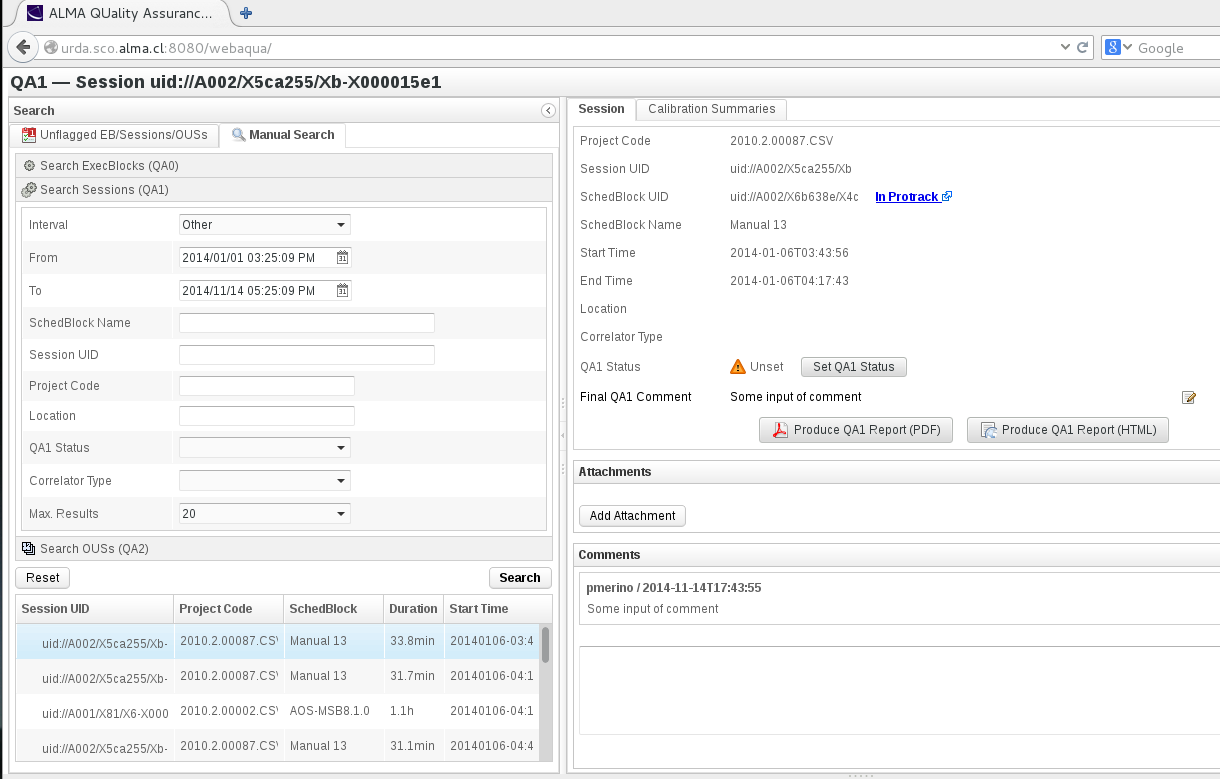 ALMA QUality Assuranc...
urda.sco.alma.cl:8080/webaqua/
Google
QA1 — Session uid://A002/X5ca255/Xb-X000015e1
Search
Unflagged EB/Sessions/OUSs
Manual Search
Search ExecBlocks (QA0)
Search Sessions (QA1)
Interval Other
From 2014/01/01 03:25:09 PM
To 2014/11/14 05:25:09 PM
SchedBlock Name
Session UID
Project Code
Location
QA1 Status
Correlator Type
Max. Results 20
Search OUSs (QA2)
Reset Search
Session UID Project Code SchedBlock Duration Start Time
uid://A002/X5ca255/Xb- 2010.2.00087.CSV Manual 13 33.8min 20140106-03:4
uid://A002/X5ca255/Xb- 2010.2.00087.CSV Manual 13 31.7min 20140106-04:1
uid://A001/X81/X6-X000 2010.2.00002.CSV AOS-MSB8.1.0 1.1h 20140106-04:1
uid://A002/X5ca255/Xb- 2010.2.00087.CSV Manual 13 31.1min 20140106-04:4
Session Calibration Summaries
Project Code 2010.2.00087.CSV
Session UID uid://A002/X5ca255/Xb
SchedBlock UID uid://A002/X6b638e/X4c In Protrack
SchedBlock Name Manual 13
Start Time 2014-01-06T03:43:56
End Time 2014-01-06T04:17:43
Location
Correlator Type
QA1 Status Unset Set QA1 Status
Final QA1 Comment Some input of comment
Produce QA1 Report (PDF) Produce QA1 Report (HTML)
Attachments
Add Attachment
Comments
pmerino / 2014-11-14T17:43:55
Some input of comment